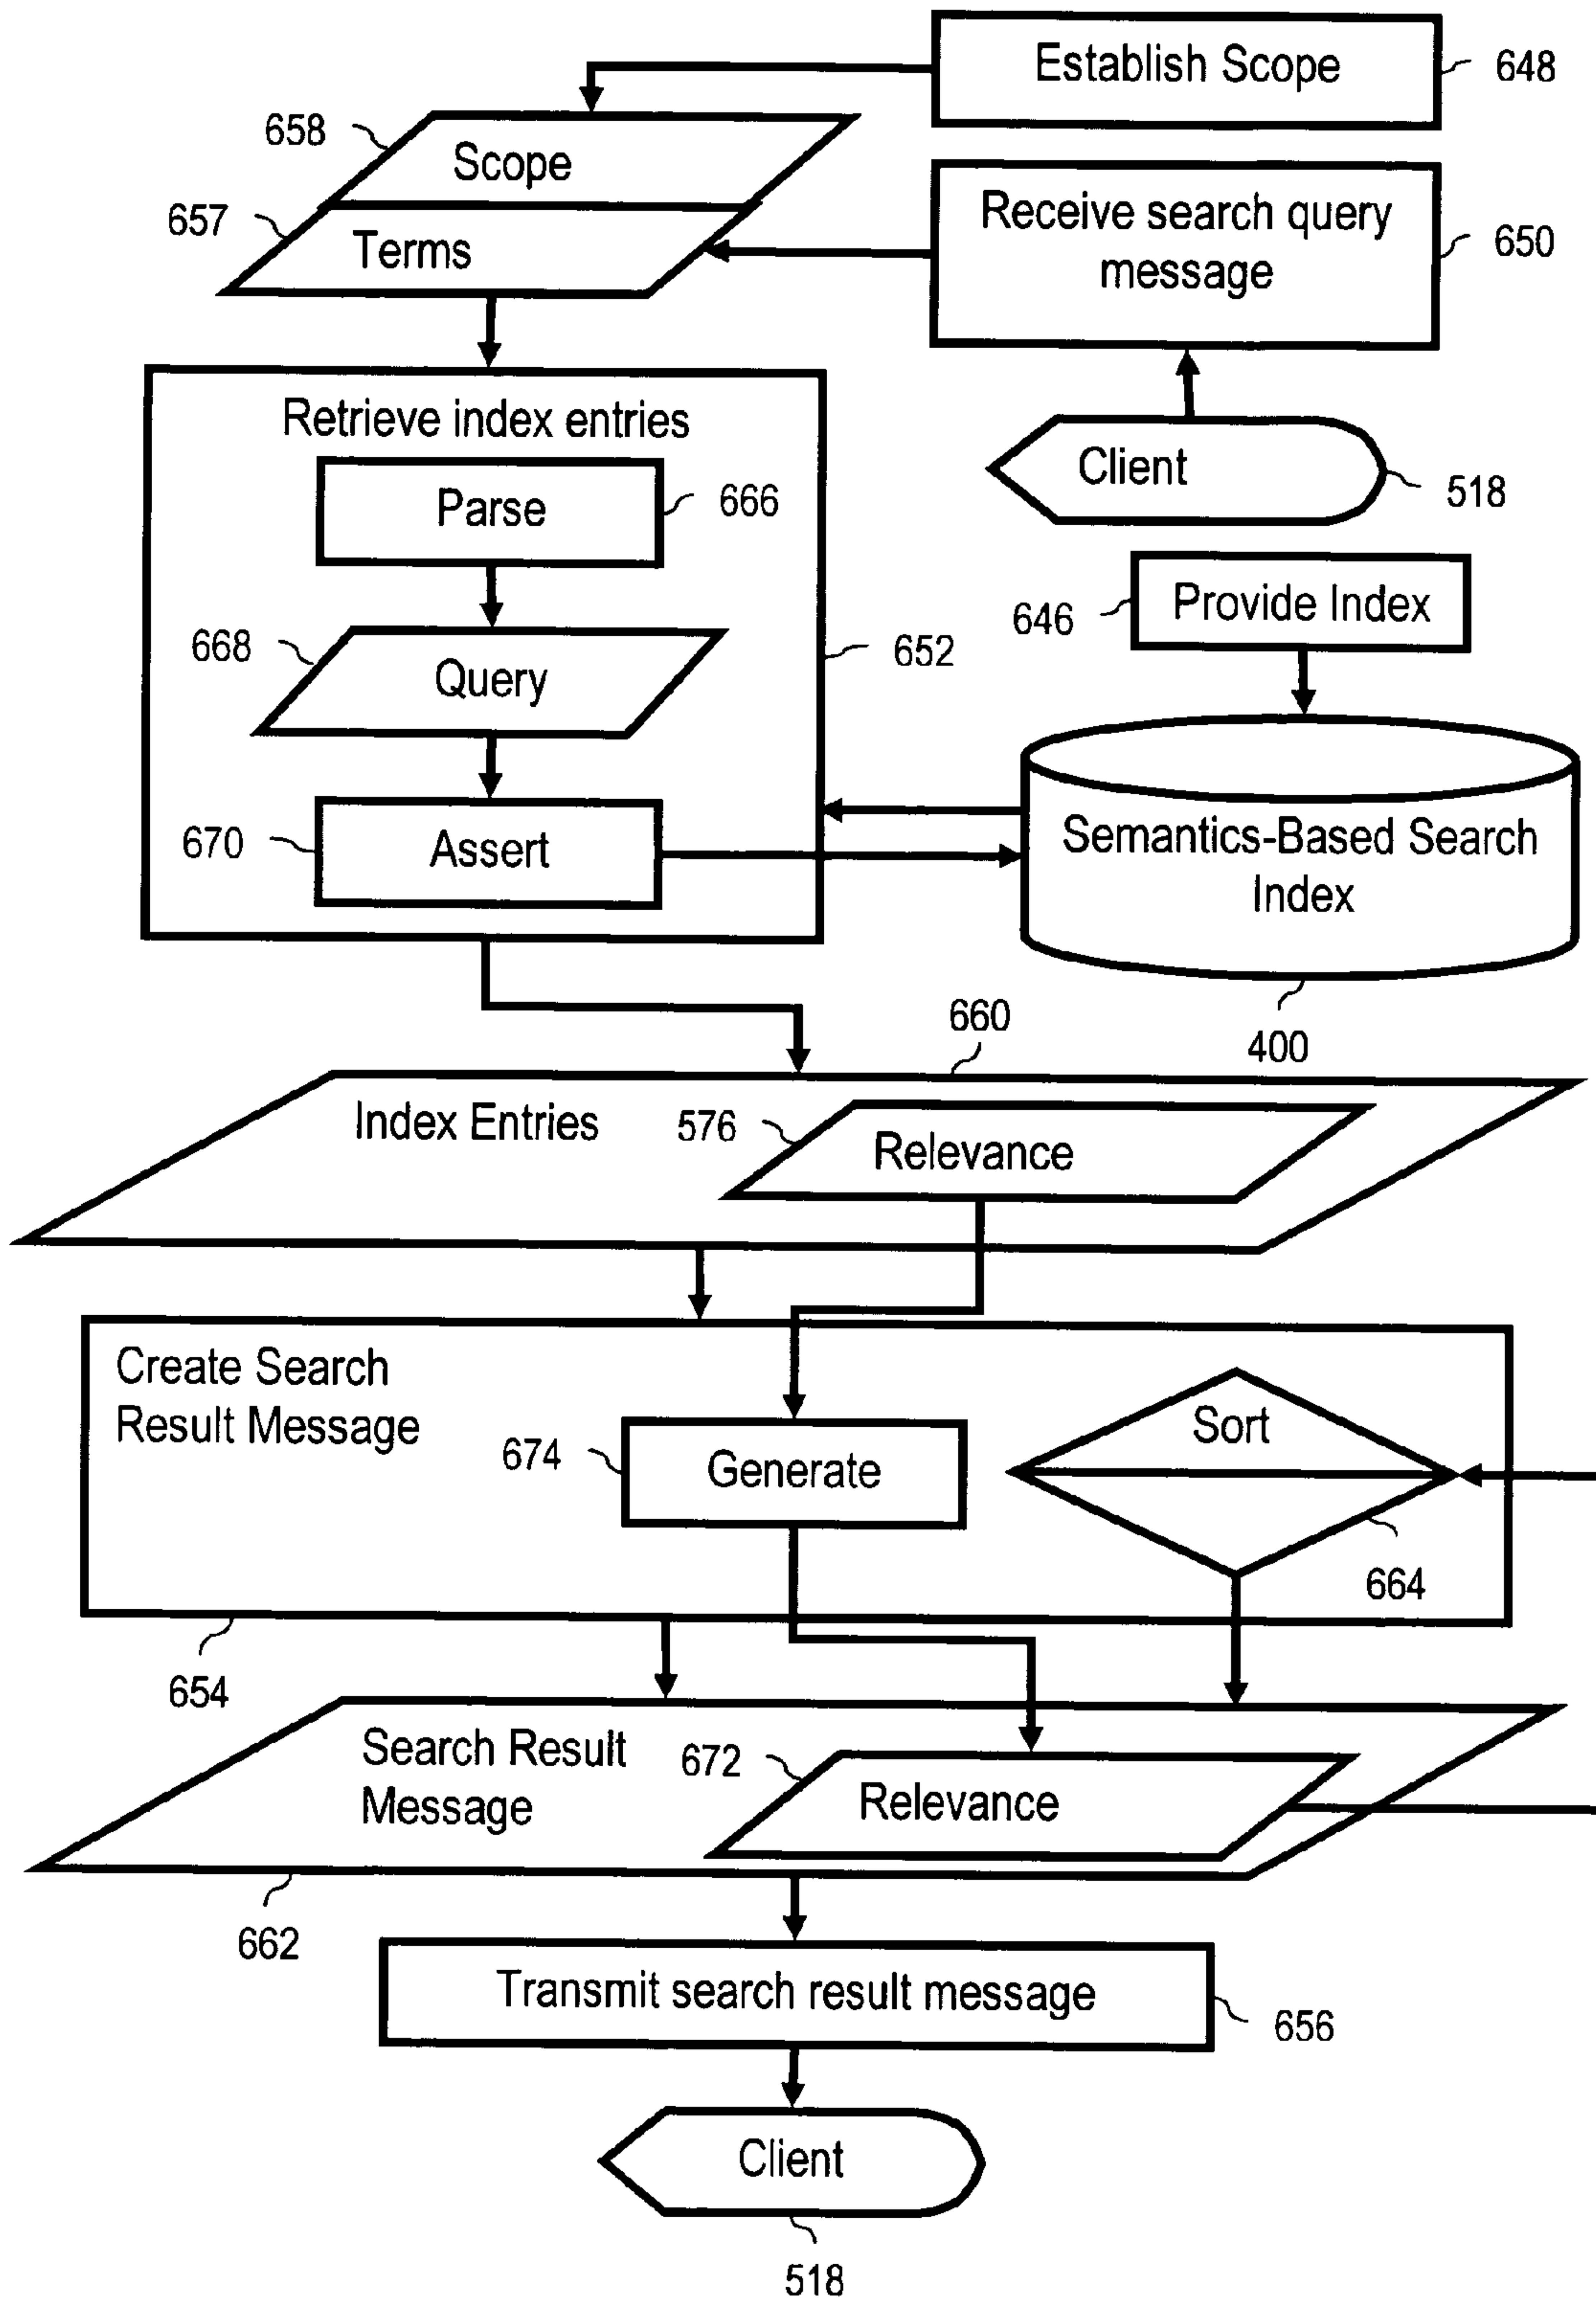 Establish Scope
648
658
Scope
657
Terms
Receive search query
message
650
Retrieve index entries
Parse
666
Client
518
646
Provide Index
668
Query
652
670
Assert
Semantics-Based Search
Index
400
660
Index Entries
576
Relevance
Create Search
Result Message
674
Generate
Sort
664
654
Search Result
Message
672
Relevance
662
Transmit search result message
656
Client
518